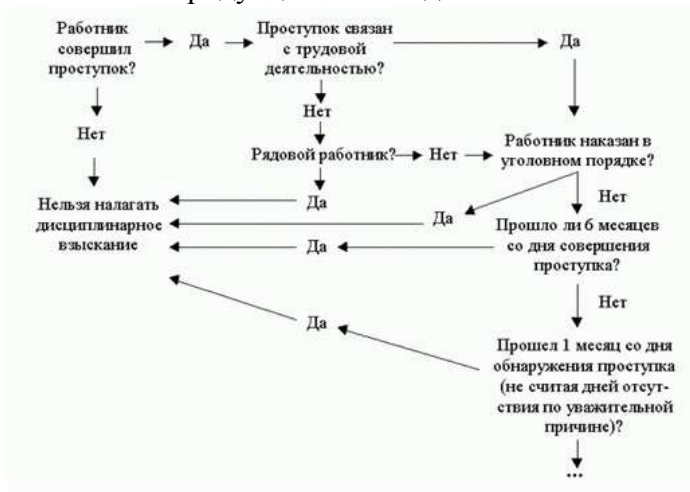 Работник
совершил
проступок?
Да
Проступок связан
с трудовой
деятельностью?
Да
Нет
Нет
Рядовой работник?
Нет
Работник наказан в
уголовном порядке?
Да
Нельзя налагать
дисциплинарное
взыскание
Да
Нет
Прошло ли 6 месяцев
со дня совершения
проступка?
Да
Нет
Да
Прошел 1 месяц со дня
обнаружения проступка
(не считая дней отсут-
ствия по уважительной
причине)?
...